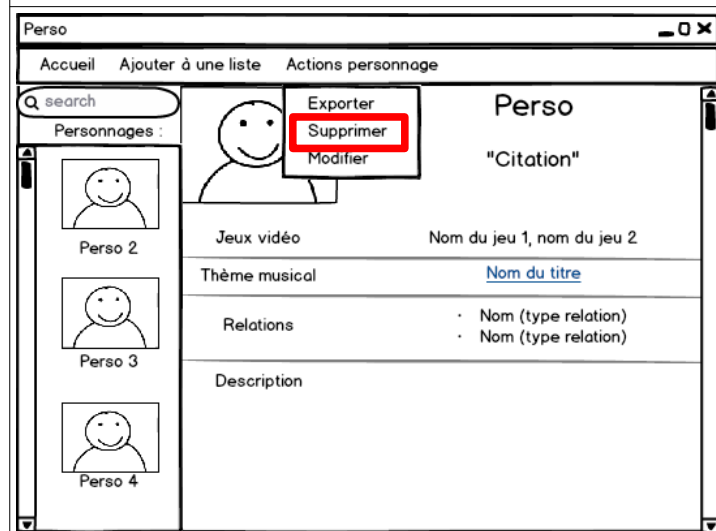 Perso
Accueil Ajouter à une liste Actions personnage
search
Personnages :
Exporter
Supprimer
Modifier
Perso
"Citation"
Perso 2
Perso 3
Perso 4
Jeux vidéo Nom du jeu 1, nom du jeu 2
Thème musical Nom du titre
Relations
· Nom (type relation)
· Nom (type relation)
Description